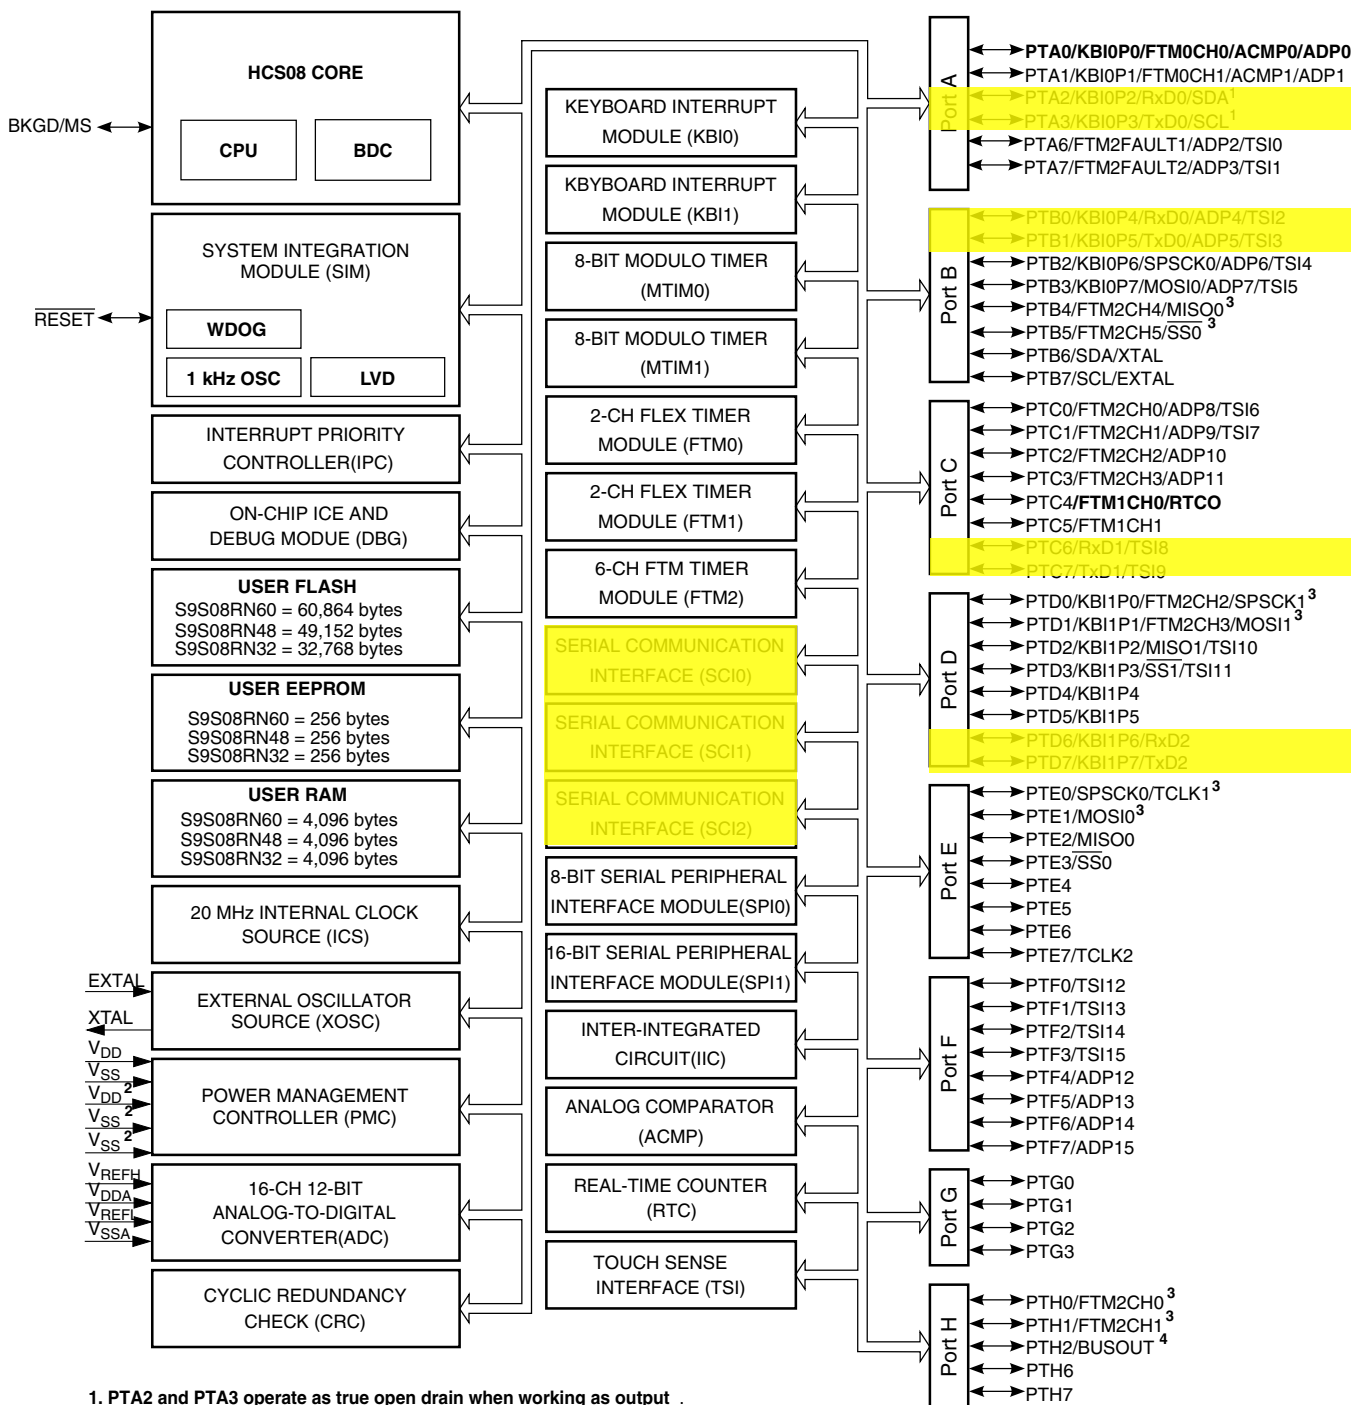 HCS08 CORE
BKGD/MS
CPU
BDC
SYSTEM INTEGRATION
MODULE (SIM)
RESET
WDOG
1 kHz OSC
LVD
INTERRUPT PRIORITY
CONTROLLER(IPC)
ON-CHIP ICE AND
DEBUG MODUE (DBG)
USER FLASH
S9S08RN60 = 60,864 bytes
S9S08RN48 = 49,152 bytes
S9S08RN32 = 32,768 bytes
USER EEPROM
S9S08RN60 = 256 bytes
S9S08RN48 = 256 bytes
S9S08RN32 = 256 bytes
USER RAM
S9S08RN60 = 4,096 bytes
S9S08RN48 = 4,096 bytes
S9S08RN32 = 4,096 bytes
20 MHz INTERNAL CLOCK
SOURCE (ICS)
EXTAL
XTAL
EXTERNAL OSCILLATOR
SOURCE (XOSC)
VDD
VSS
VDD 2
VSS 2
VSS 2
POWER MANAGEMENT
CONTROLLER (PMC)
VREFH
VDDA
VREFL
VSSA
16-CH 12-BIT
ANALOG-TO-DIGITAL
CONVERTER(ADC)
CYCLIC REDUNDANCY
CHECK (CRC)
KEYBOARD INTERRUPT
MODULE (KBI0)
KBYBOARD INTERRUPT
MODULE (KBI1)
8-BIT MODULO TIMER
(MTIM0)
8-BIT MODULO TIMER
(MTIM1)
2-CH FLEX TIMER
MODULE (FTM0)
2-CH FLEX TIMER
MODULE (FTM1)
6-CH FTM TIMER
MODULE (FTM2)
SERIAL COMMUNICATION
INTERFACE (SCI0)
SERIAL COMMUNICATION
INTERFACE (SCI1)
SERIAL COMMUNICATION
INTERFACE (SCI2)
8-BIT SERIAL PERIPHERAL
INTERFACE MODULE(SPI0)
16-BIT SERIAL PERIPHERAL
INTERFACE MODULE(SPI1)
INTER-INTEGRATED
CIRCUIT(IIC)
ANALOG COMPARATOR
(ACMP)
REAL-TIME COUNTER
(RTC)
TOUCH SENSE
INTERFACE (TSI)
Port A
PTA0/KBI0P0/FTM0CH0/ACMP0/ADP0
PTA1/KBI0P1/FTM0CH1/ACMP1/ADP1
PTA2/KBI0P2/RxD0/SDA1
PTA3/KBI0P3/TxD0/SCL1
PTA6/FTM2FAULT1/ADP2/TSI0
PTA7/FTM2FAULT2/ADP3/TSI1
Port B
PTB0/KBI0P4/RxD0/ADP4/TSI2
PTB1/KBI0P5/TxD0/ADP5/TSI3
PTB2/KBI0P6/SPSCK0/ADP6/TSI4
PTB3/KBI0P7/MOSI0/ADP7/TSI5
PTB4/FTM2CH4/MISO0 3
PTB5/FTM2CH5/SS0 3
PTB6/SDA/XTAL
PTB7/SCL/EXTAL
Port C
PTC0/FTM2CH0/ADP8/TSI6
PTC1/FTM2CH1/ADP9/TSI7
PTC2/FTM2CH2/ADP10
PTC3/FTM2CH3/ADP11
PTC4/FTM1CH0/RTCO
PTC5/FTM1CH1
PTC6/RxD1/TSI8
PTC7/TxD1/TSI9
Port D
PTD0/KBI1P0/FTM2CH2/SPSCK1 3
PTD1/KBI1P1/FTM2CH3/MOSI1 3
PTD2/KBI1P2/MISO1/TSI10
PTD3/KBI1P3/SS1/TSI11
PTD4/KBI1P4
PTD5/KBI1P5
PTD6/KBI1P6/RxD2
PTD7/KBI1P7/TxD2
Port E
PTE0/SPSCK0/TCLK1 3
PTE1/MOSI0 3
PTE2/MISO0
PTE3/SS0
PTE4
PTE5
PTE6
PTE7/TCLK2
Port F
PTF0/TSI12
PTF1/TSI13
PTF2/TSI14
PTF3/TSI15
PTF4/ADP12
PTF5/ADP13
PTF6/ADP14
PTF7/ADP15
Port G
PTG0
PTG1
PTG2
PTG3
Port H
PTH0/FTM2CH0 3
PTH1/FTM2CH1 3
PTH2/BUSOUT 4
PTH6
PTH7
1. PTA2 and PTA3 operate as true open drain when working as output .